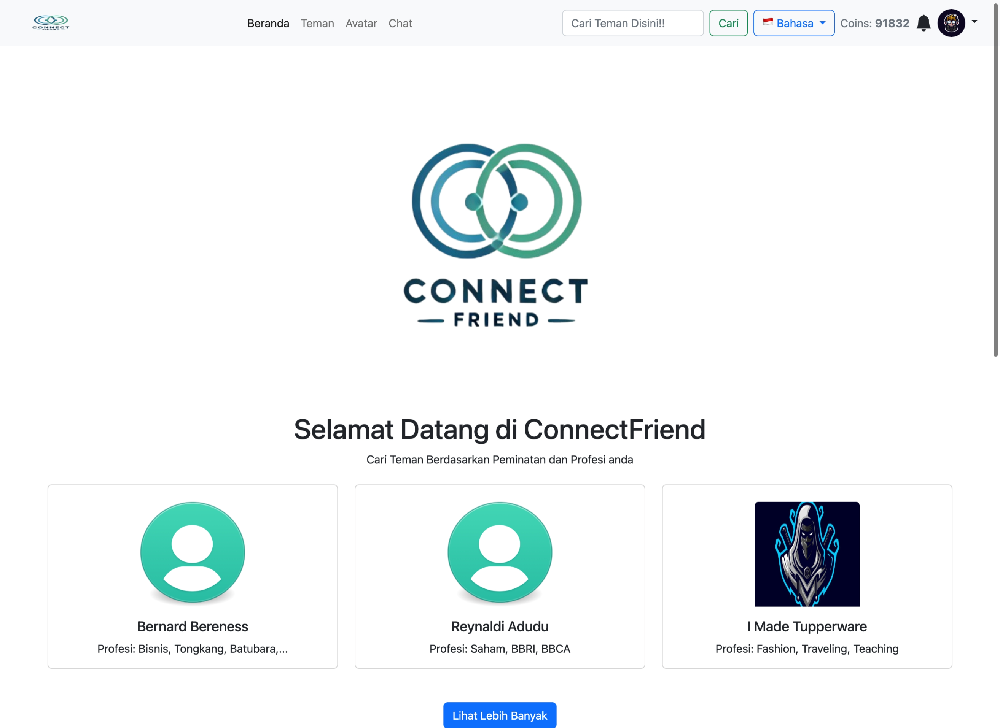 CONNECT
FRIEND
Beranda Teman Avatar Chat
Cari Teman Disini!! Cari Bahasa Coins: 91832
CONNECT
FRIEND
Selamat Datang di ConnectFriend
Cari Teman Berdasarkan Peminatan dan Profesi anda
Bernard Bereness
Profesi: Bisnis, Tongkang, Batubara,...
Reynaldi Adudu
Profesi: Saham, BBRI, BBCA
I Made Tupperware
Profesi: Fashion, Traveling, Teaching
Lihat Lebih Banyak